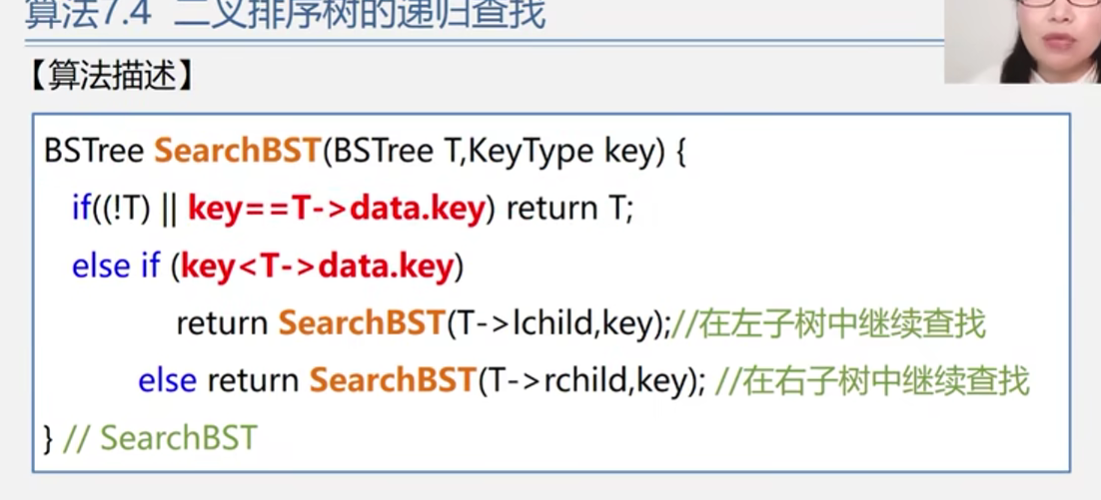 算法7.4 二叉排序树的递归查找
【算法描述】
BSTree SearchBST(BSTree T,KeyType key) {
if((!T) || key==T->data.key) return T;
else if (key<T->data.key)
return SearchBST(T->lchild,key);//在左子树中继续查找
else return SearchBST(T->rchild,key); //在右子树中继续查找
} // SearchBST